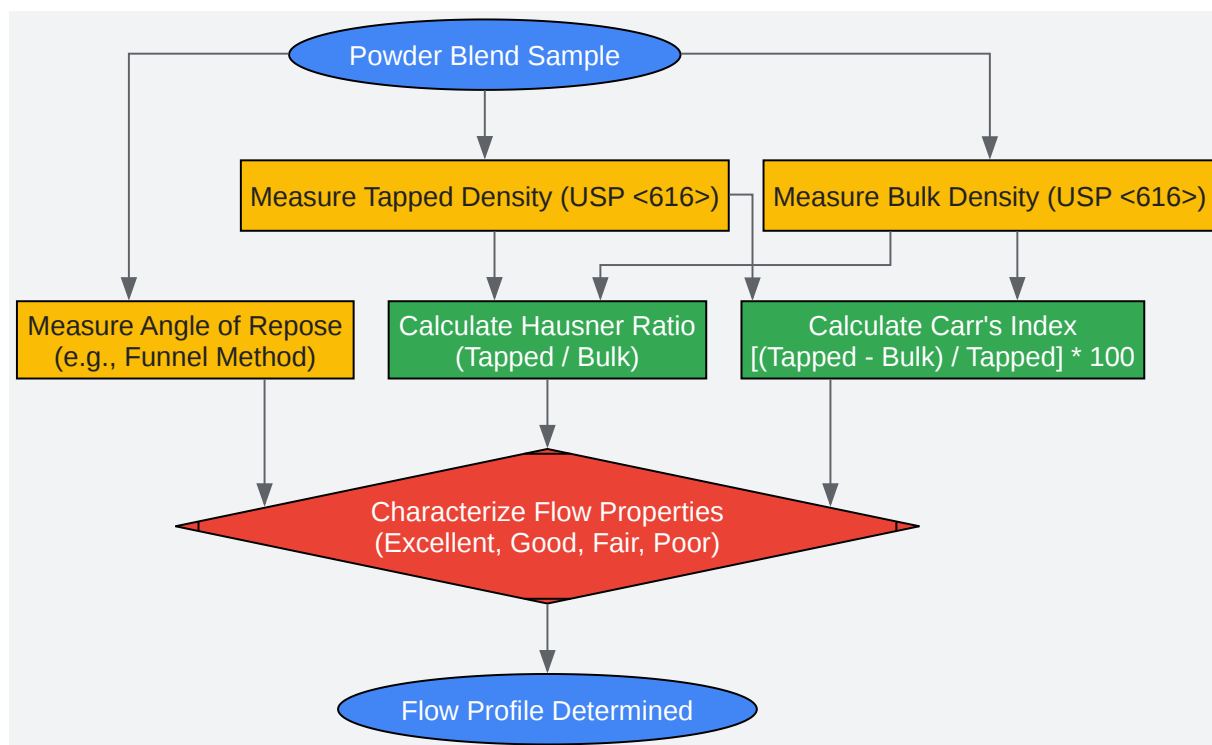 Powder Blend Sample
Measure Tapped Density (USP <616>)
Measure Bulk Density (USP <616>)
Measure Angle of Repose
(e.g., Funnel Method)
Calculate Hausner Ratio
(Tapped / Bulk)
Calculate Carr's Index
[(Tapped - Bulk) / Tapped] * 100
Characterize Flow Properties
(Excellent, Good, Fair, Poor)
Flow Profile Determined